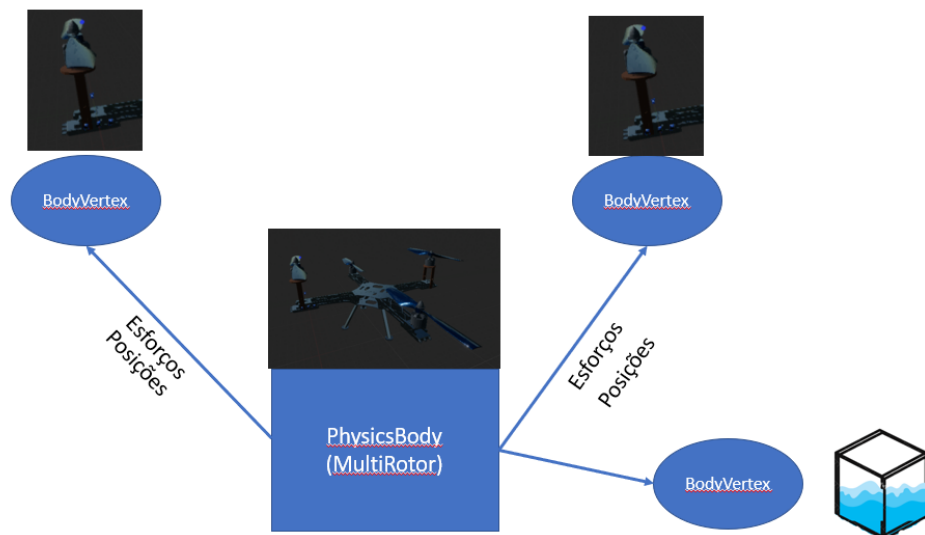 BodyVertex
BodyVertex
Esforços
Posições
Esforços
Posições
PhysicsBody
(MultiRotor)
BodyVertex